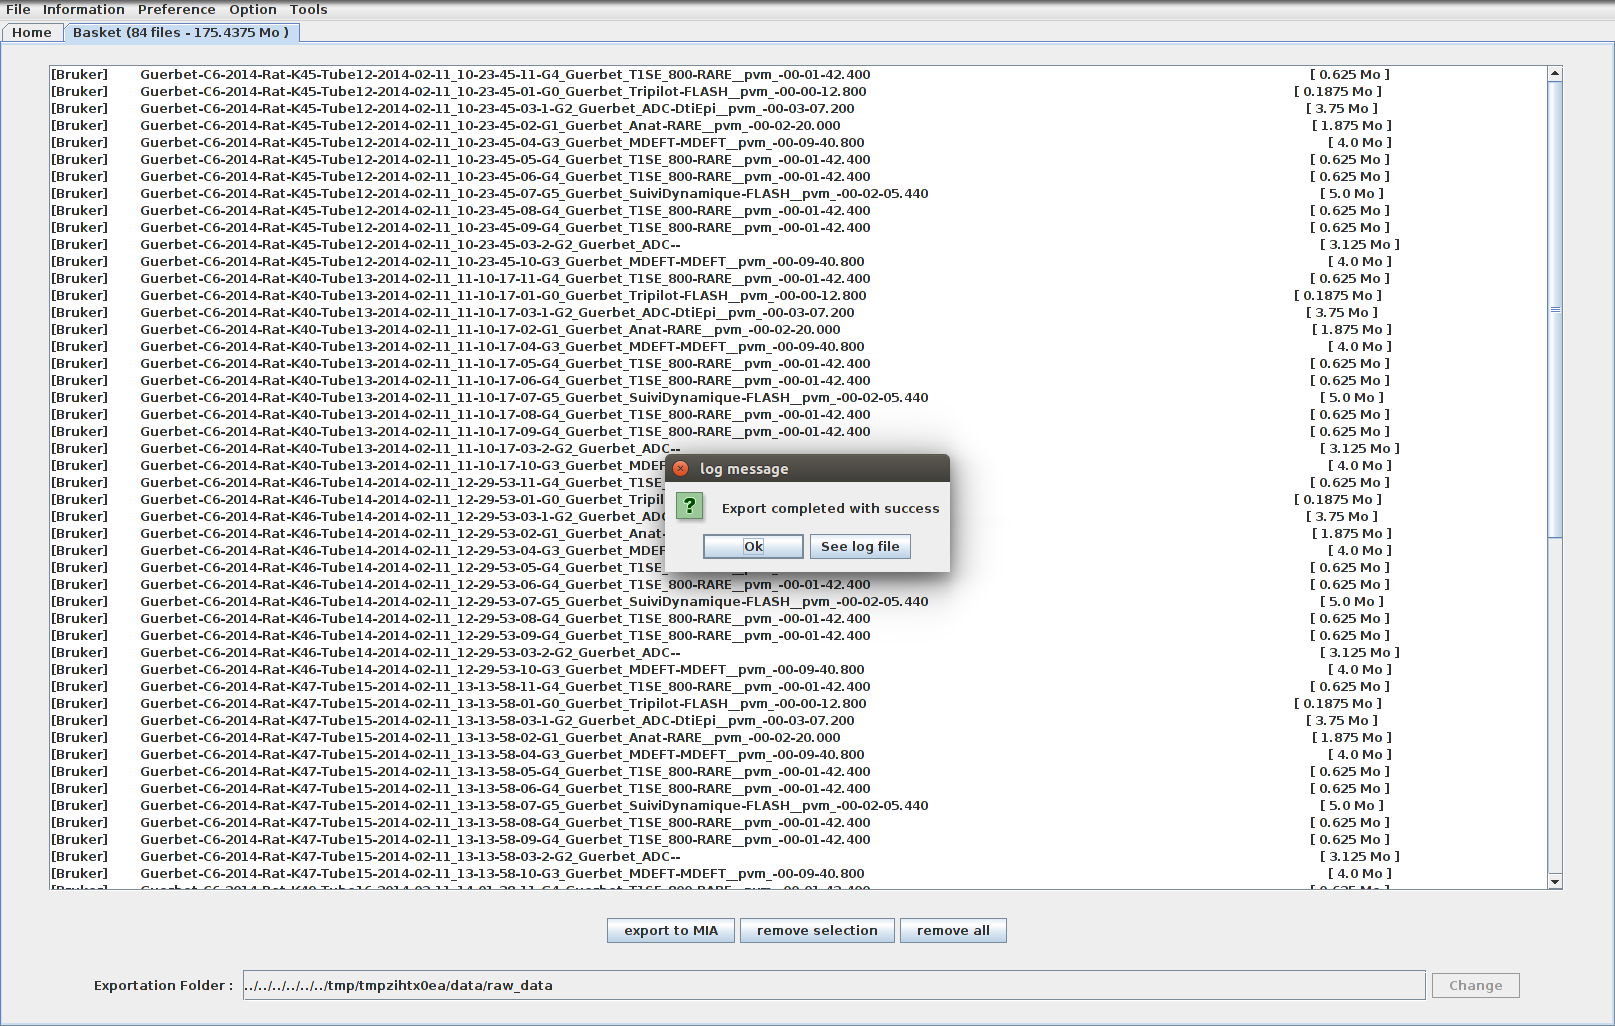 File Information Preference Option Tools
Home Basket (84 files - 175.4375 Mo )
[Bruker] Guerbet-C6-2014-Rat-K45-Tube12-2014-02-11_10-23-45-11-G4_Guerbet_T1SE_800-RARE__pvm_-00-01-42.400 [ 0.625 Mo ]
[Bruker] Guerbet-C6-2014-Rat-K45-Tube12-2014-02-11_10-23-45-01-G0_Guerbet_Tripilot-FLASH__pvm_-00-00-12.800 [ 0.1875 Mo ]
[Bruker] Guerbet-C6-2014-Rat-K45-Tube12-2014-02-11_10-23-45-03-1-G2_Guerbet_ADC-DtiEpi__pvm_-00-03-07.200 [ 3.75 Mo ]
[Bruker] Guerbet-C6-2014-Rat-K45-Tube12-2014-02-11_10-23-45-02-G1_Guerbet_Anat-RARE__pvm_-00-02-20.000 [ 1.875 Mo ]
[Bruker] Guerbet-C6-2014-Rat-K45-Tube12-2014-02-11_10-23-45-04-G3_Guerbet_MDEFT-MDEFT__pvm_-00-09-40.800 [ 4.0 Mo ]
[Bruker] Guerbet-C6-2014-Rat-K45-Tube12-2014-02-11_10-23-45-05-G4_Guerbet_T1SE_800-RARE__pvm_-00-01-42.400 [ 0.625 Mo ]
[Bruker] Guerbet-C6-2014-Rat-K45-Tube12-2014-02-11_10-23-45-06-G4_Guerbet_T1SE_800-RARE__pvm_-00-01-42.400 [ 0.625 Mo ]
[Bruker] Guerbet-C6-2014-Rat-K45-Tube12-2014-02-11_10-23-45-07-G5_Guerbet_SuiviDynamique-FLASH__pvm_-00-02-05.440 [ 5.0 Mo ]
[Bruker] Guerbet-C6-2014-Rat-K45-Tube12-2014-02-11_10-23-45-08-G4_Guerbet_T1SE_800-RARE__pvm_-00-01-42.400 [ 0.625 Mo ]
[Bruker] Guerbet-C6-2014-Rat-K45-Tube12-2014-02-11_10-23-45-09-G4_Guerbet_T1SE_800-RARE__pvm_-00-01-42.400 [ 0.625 Mo ]
[Bruker] Guerbet-C6-2014-Rat-K45-Tube12-2014-02-11_10-23-45-03-2-G2_Guerbet_ADC-- [ 3.125 Mo ]
[Bruker] Guerbet-C6-2014-Rat-K45-Tube12-2014-02-11_10-23-45-10-G3_Guerbet_MDEFT-MDEFT__pvm_-00-09-40.800 [ 4.0 Mo ]
[Bruker] Guerbet-C6-2014-Rat-K40-Tube13-2014-02-11_11-10-17-11-G4_Guerbet_T1SE_800-RARE__pvm_-00-01-42.400 [ 0.625 Mo ]
[Bruker] Guerbet-C6-2014-Rat-K40-Tube13-2014-02-11_11-10-17-01-G0_Guerbet_Tripilot-FLASH__pvm_-00-00-12.800 [ 0.1875 Mo ]
[Bruker] Guerbet-C6-2014-Rat-K40-Tube13-2014-02-11_11-10-17-03-1-G2_Guerbet_ADC-DtiEpi__pvm_-00-03-07.200 [ 3.75 Mo ]
[Bruker] Guerbet-C6-2014-Rat-K40-Tube13-2014-02-11_11-10-17-02-G1_Guerbet_Anat-RARE__pvm_-00-02-20.000 [ 1.875 Mo ]
[Bruker] Guerbet-C6-2014-Rat-K40-Tube13-2014-02-11_11-10-17-04-G3_Guerbet_MDEFT-MDEFT__pvm_-00-09-40.800 [ 4.0 Mo ]
[Bruker] Guerbet-C6-2014-Rat-K40-Tube13-2014-02-11_11-10-17-05-G4_Guerbet_T1SE_800-RARE__pvm_-00-01-42.400 [ 0.625 Mo ]
[Bruker] Guerbet-C6-2014-Rat-K40-Tube13-2014-02-11_11-10-17-06-G4_Guerbet_T1SE_800-RARE__pvm_-00-01-42.400 [ 0.625 Mo ]
[Bruker] Guerbet-C6-2014-Rat-K40-Tube13-2014-02-11_11-10-17-07-G5_Guerbet_SuiviDynamique-FLASH__pvm_-00-02-05.440 [ 5.0 Mo ]
[Bruker] Guerbet-C6-2014-Rat-K40-Tube13-2014-02-11_11-10-17-08-G4_Guerbet_T1SE_800-RARE__pvm_-00-01-42.400 [ 0.625 Mo ]
[Bruker] Guerbet-C6-2014-Rat-K40-Tube13-2014-02-11_11-10-17-09-G4_Guerbet_T1SE_800-RARE__pvm_-00-01-42.400 [ 0.625 Mo ]
[Bruker] Guerbet-C6-2014-Rat-K40-Tube13-2014-02-11_11-10-17-03-2-G2_Guerbet_ADC-- [ 3.125 Mo ]
[Bruker] Guerbet-C6-2014-Rat-K40-Tube13-2014-02-11_11-10-17-10-G3_Guerbet_MDEF [ 4.0 Mo ]
[Bruker] Guerbet-C6-2014-Rat-K46-Tube14-2014-02-11_12-29-53-11-G4_Guerbet_T1SE [ 0.625 Mo ]
[Bruker] Guerbet-C6-2014-Rat-K46-Tube14-2014-02-11_12-29-53-01-G0_Guerbet_Tripil [ 0.1875 Mo ]
[Bruker] Guerbet-C6-2014-Rat-K46-Tube14-2014-02-11_12-29-53-03-1-G2_Guerbet_ADC [ 3.75 Mo ]
[Bruker] Guerbet-C6-2014-Rat-K46-Tube14-2014-02-11_12-29-53-02-G1_Guerbet_Anat- [ 1.875 Mo ]
[Bruker] Guerbet-C6-2014-Rat-K46-Tube14-2014-02-11_12-29-53-04-G3_Guerbet_MDEF [ 4.0 Mo ]
[Bruker] Guerbet-C6-2014-Rat-K46-Tube14-2014-02-11_12-29-53-05-G4_Guerbet_T1SE [ 0.625 Mo ]
[Bruker] Guerbet-C6-2014-Rat-K46-Tube14-2014-02-11_12-29-53-06-G4_Guerbet_T1SE_800-RARE__pvm_-00-01-42.400 [ 0.625 Mo ]
[Bruker] Guerbet-C6-2014-Rat-K46-Tube14-2014-02-11_12-29-53-07-G5_Guerbet_SuiviDynamique-FLASH__pvm_-00-02-05.440 [ 5.0 Mo ]
[Bruker] Guerbet-C6-2014-Rat-K46-Tube14-2014-02-11_12-29-53-08-G4_Guerbet_T1SE_800-RARE__pvm_-00-01-42.400 [ 0.625 Mo ]
[Bruker] Guerbet-C6-2014-Rat-K46-Tube14-2014-02-11_12-29-53-09-G4_Guerbet_T1SE_800-RARE__pvm_-00-01-42.400 [ 0.625 Mo ]
[Bruker] Guerbet-C6-2014-Rat-K46-Tube14-2014-02-11_12-29-53-03-2-G2_Guerbet_ADC-- [ 3.125 Mo ]
[Bruker] Guerbet-C6-2014-Rat-K46-Tube14-2014-02-11_12-29-53-10-G3_Guerbet_MDEFT-MDEFT__pvm_-00-09-40.800 [ 4.0 Mo ]
[Bruker] Guerbet-C6-2014-Rat-K47-Tube15-2014-02-11_13-13-58-11-G4_Guerbet_T1SE_800-RARE__pvm_-00-01-42.400 [ 0.625 Mo ]
[Bruker] Guerbet-C6-2014-Rat-K47-Tube15-2014-02-11_13-13-58-01-G0_Guerbet_Tripilot-FLASH__pvm_-00-00-12.800 [ 0.1875 Mo ]
[Bruker] Guerbet-C6-2014-Rat-K47-Tube15-2014-02-11_13-13-58-03-1-G2_Guerbet_ADC-DtiEpi__pvm_-00-03-07.200 [ 3.75 Mo ]
[Bruker] Guerbet-C6-2014-Rat-K47-Tube15-2014-02-11_13-13-58-02-G1_Guerbet_Anat-RARE__pvm_-00-02-20.000 [ 1.875 Mo ]
[Bruker] Guerbet-C6-2014-Rat-K47-Tube15-2014-02-11_13-13-58-04-G3_Guerbet_MDEFT-MDEFT__pvm_-00-09-40.800 [ 4.0 Mo ]
[Bruker] Guerbet-C6-2014-Rat-K47-Tube15-2014-02-11_13-13-58-05-G4_Guerbet_T1SE_800-RARE__pvm_-00-01-42.400 [ 0.625 Mo ]
[Bruker] Guerbet-C6-2014-Rat-K47-Tube15-2014-02-11_13-13-58-06-G4_Guerbet_T1SE_800-RARE__pvm_-00-01-42.400 [ 0.625 Mo ]
[Bruker] Guerbet-C6-2014-Rat-K47-Tube15-2014-02-11_13-13-58-07-G5_Guerbet_SuiviDynamique-FLASH__pvm_-00-02-05.440 [ 5.0 Mo ]
[Bruker] Guerbet-C6-2014-Rat-K47-Tube15-2014-02-11_13-13-58-08-G4_Guerbet_T1SE_800-RARE__pvm_-00-01-42.400 [ 0.625 Mo ]
[Bruker] Guerbet-C6-2014-Rat-K47-Tube15-2014-02-11_13-13-58-09-G4_Guerbet_T1SE_800-RARE__pvm_-00-01-42.400 [ 0.625 Mo ]
[Bruker] Guerbet-C6-2014-Rat-K47-Tube15-2014-02-11_13-13-58-03-2-G2_Guerbet_ADC-- [ 3.125 Mo ]
[Bruker] Guerbet-C6-2014-Rat-K47-Tube15-2014-02-11_13-13-58-10-G3_Guerbet_MDEFT-MDEFT__pvm_-00-09-40.800 [ 4.0 Mo ]
log message
? Export completed with success
Ok See log file
export to MIA remove selection remove all
Exportation Folder : ../../../../../../tmp/tmpzihtx0ea/data/raw_data Change